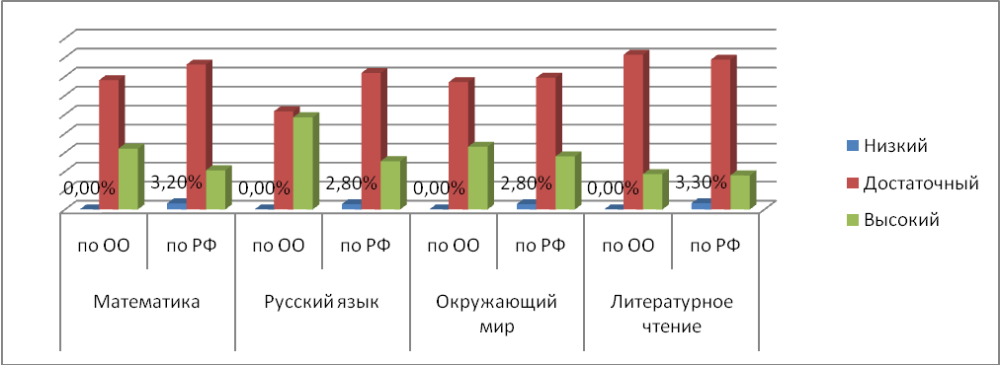 0,00% 3,20% 0,00% 2,80% 0,00% 2,80% 0,00% 3,30%
по ОО по РФ по ОО по РФ по ОО по РФ по ОО по РФ
Математика Русский язык Окружающий мир Литературное чтение
Низкий
Достаточный
Высокий